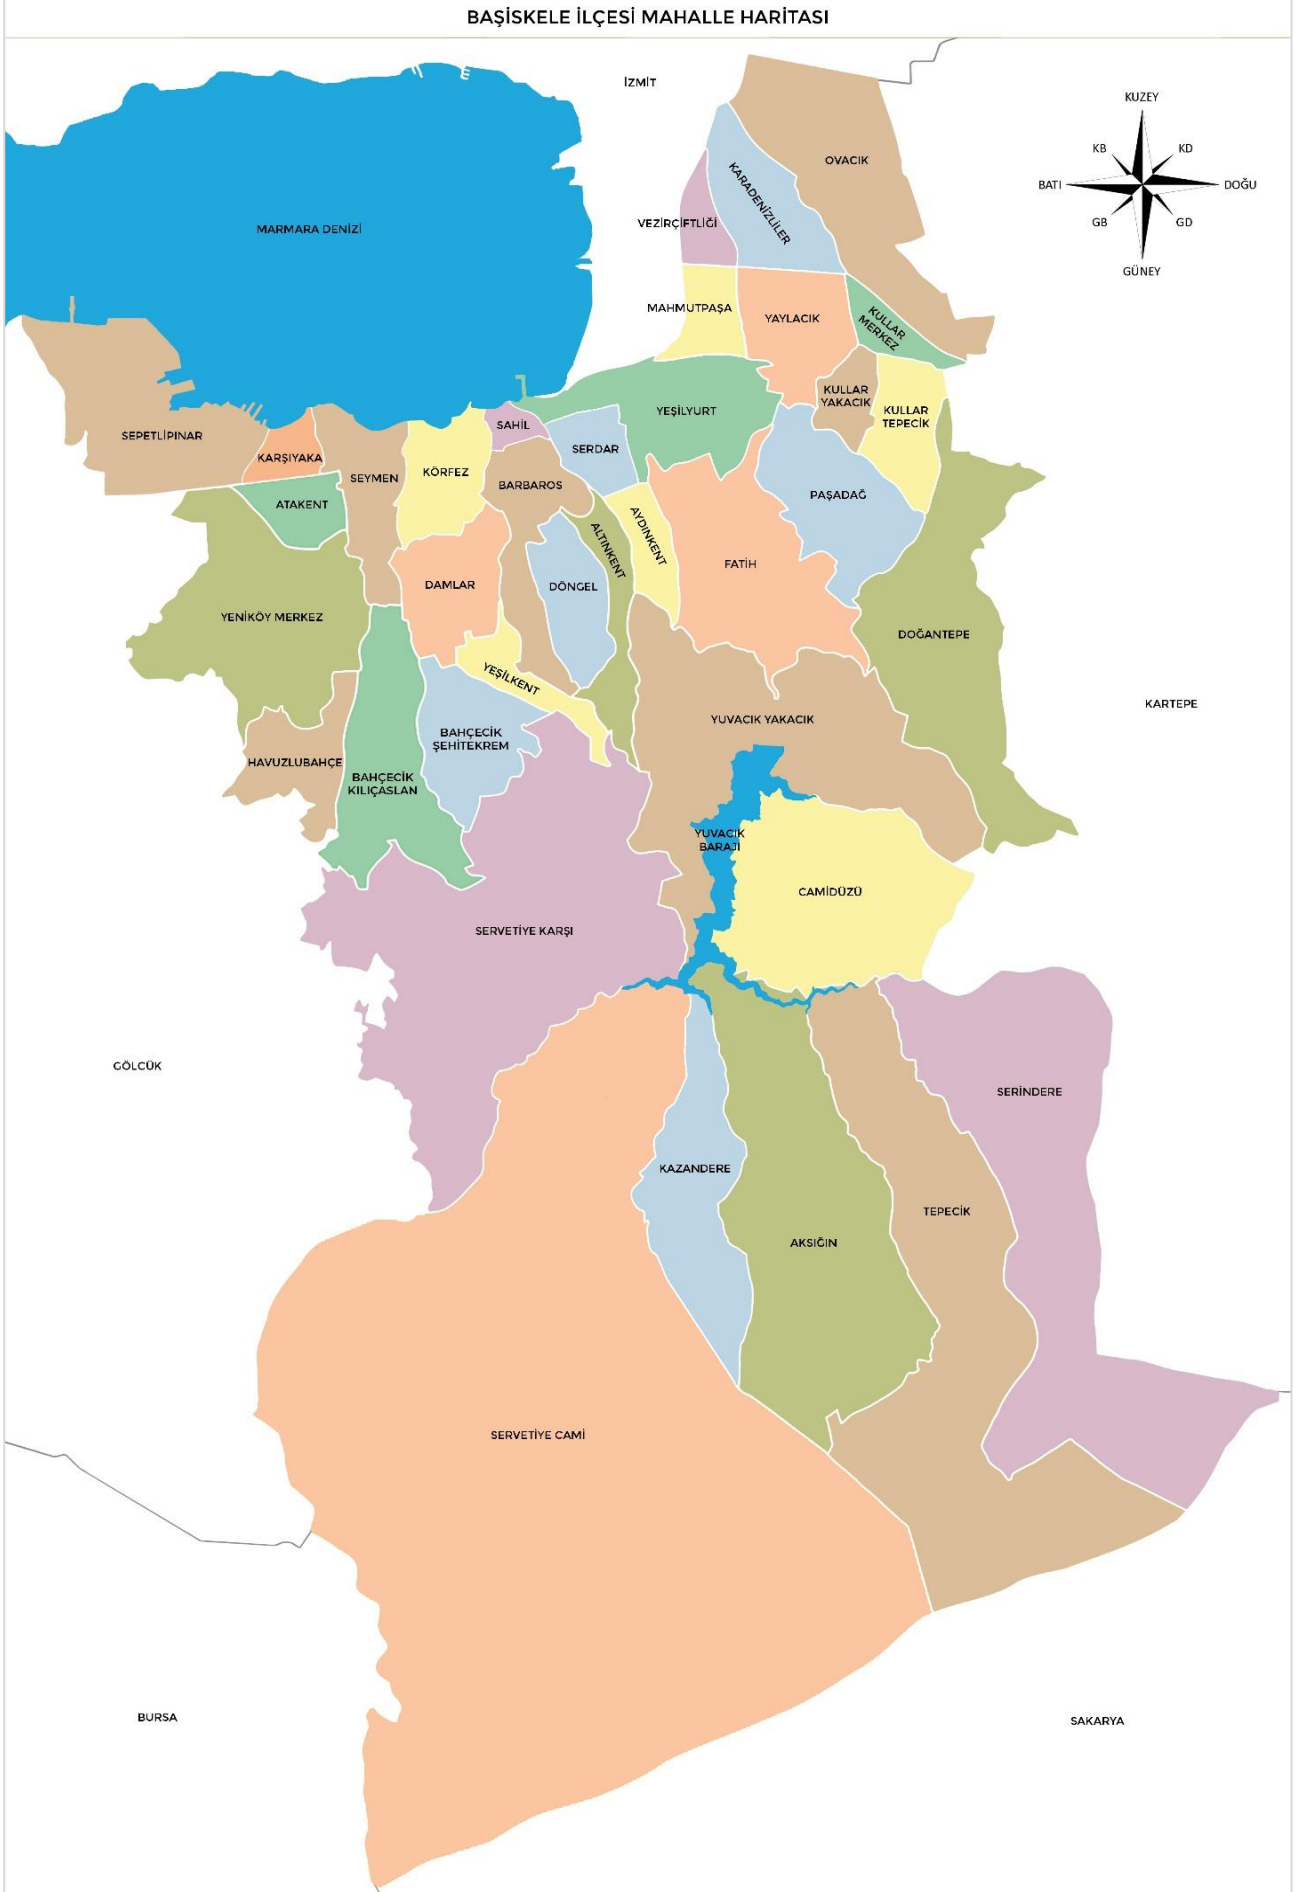 BAŞİSKELE İLÇESİ MAHALLE HARİTASI
İZMİT
KUZEY
KB
KD
BATI
DOĞU
GB
GD
GÜNEY
OVACIK
KARADENİZLİLER
MARMARA DENİZİ
VEZİRÇİFTLİĞİ
MAHMUTPAŞA
YAYLACIK
KULLAR
MERKEZ
KULLAR
YAKACIK
KULLAR
TEPECİK
YEŞİLYURT
SAHİL
SEPETLİPINAR
KARŞIYAKA
SERDAR
SEYMEN
KÖRFEZ
BARBAROS
PAŞADAĞ
ATAKENT
ALTINKENT
AYDINKENT
FATİH
DAMLAR
DÖNGEL
YENİKÖY MERKEZ
DOĞANTEPE
YEŞİLKENT
KARTEPE
YUVACIK YAKACIK
BAHÇECİK
ŞEHİTEKREM
HAVUZLUBAHÇE
BAHÇECİK
KILIÇASLAN
YUVACIK
BARAJI
CAMİDÜZÜ
SERVETİYE KARŞI
GÖLCÜK
SERİNDERE
KAZANDERE
TEPECİK
AKSIĞIN
SERVETİYE CAMİ
BURSA
SAKARYA